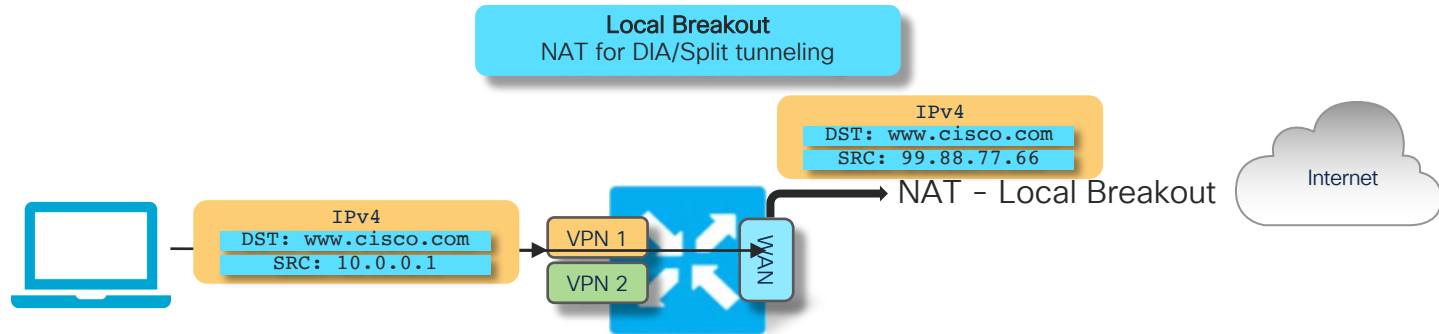 Local Breakout
NAT for DIA/Split tunneling
IPv4
DST: www.cisco.com
SRC: 99.88.77.66
NAT - Local Breakout
Internet
IPv4
DST: www.cisco.com
SRC: 10.0.0.1
VPN 1
VPN 2
WAN